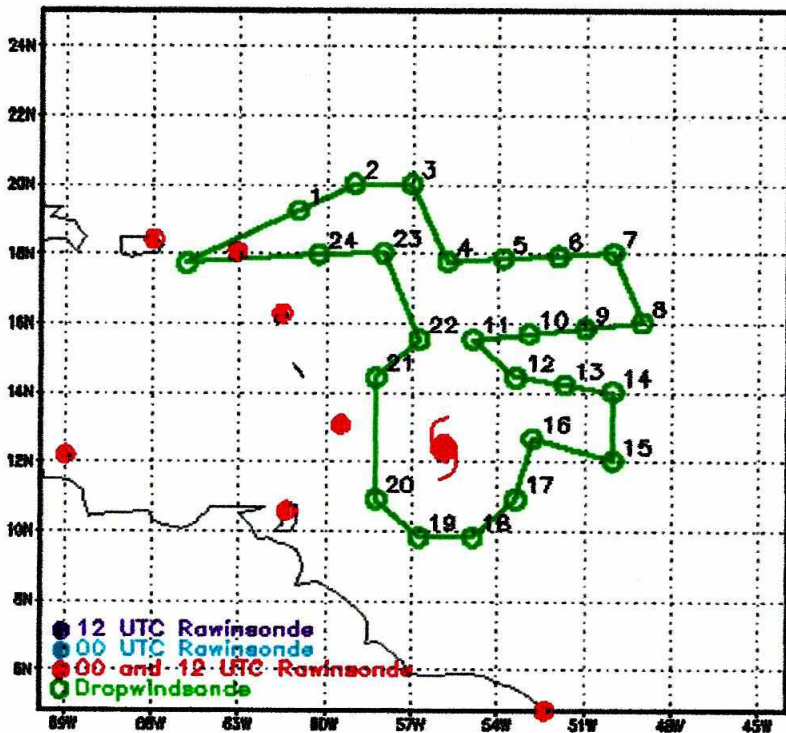 24N
22N
20N
2
3
1
18N
24
23
4
5
6
7
16N
22
11
10
9
8
14N
21
12
13
14
16
12N
15
20
17
10N
19
18
8N
12 UTC Rawinsonde
00 UTC Rawinsonde
6N
00 and 12 UTC Rawinsonde
Dropwindsonde
69W
66W
63W
60W
57W
54W
51W
48W
45W